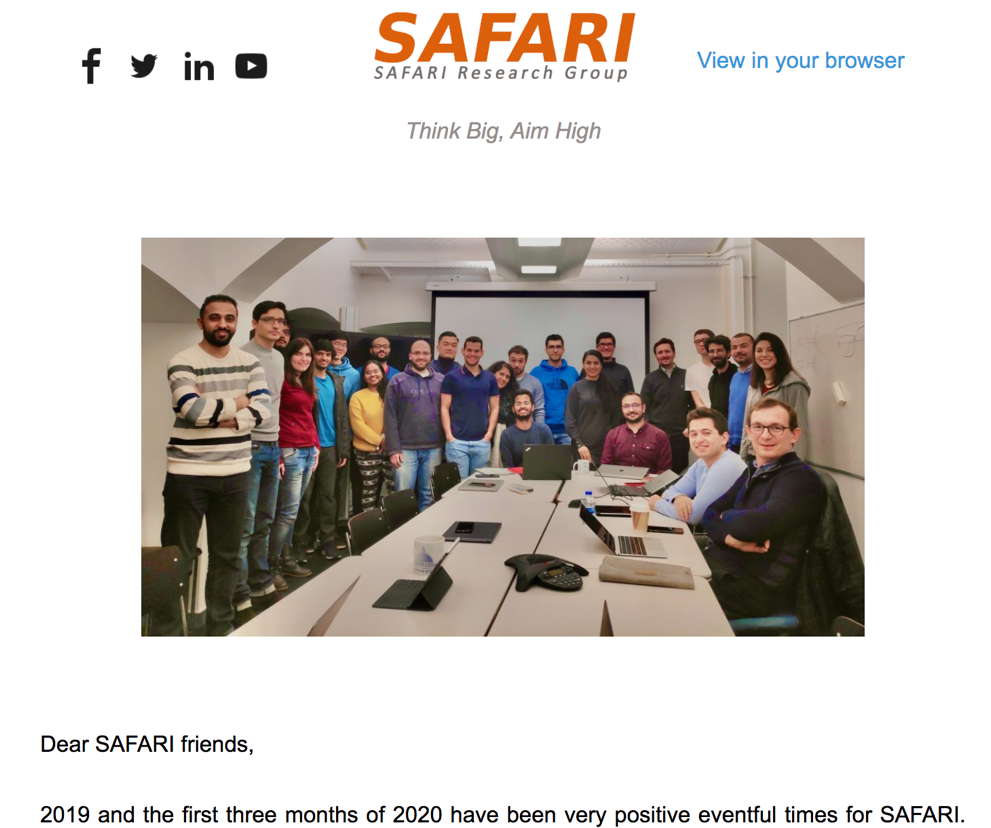 SAFARI
SAFARI Research Group
View in your browser
Think Big, Aim High
Dear SAFARI friends,
2019 and the first three months of 2020 have been very positive eventful times for SAFARI.